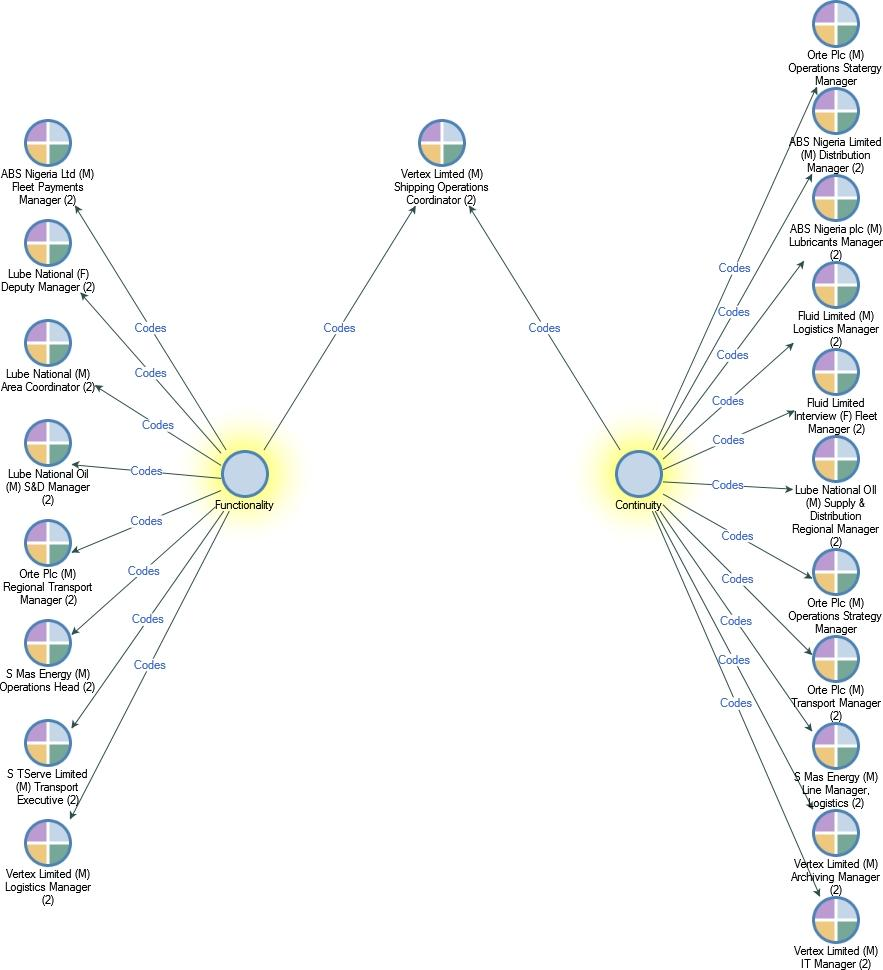 Orte Plc (M)
Operations Statergy
Manager
ABS Nigeria Ltd (M)
Fleet Payments
Manager (2)
Vertex Limted (M)
Shipping Operations
Coordinator (2)
ABS Nigeria Limited
(M) Distribution
Manager (2)
Lube National (F)
Deputy Manager (2)
ABS Nigeria plc (M)
Lubricants Manager
(2)
Codes
Codes
Codes
Codes
Codes
Codes
Fluid Limited (M)
Logistics Manager
(2)
Lube National (M)
Area Coordinator (2)
Codes
Codes
Codes
Codes
Codes
Fluid Limited
Interview (F) Fleet
Manager (2)
Lube National Oil
(M) S&D Manager
(2)
Codes
Codes
Functionality
Continuity
Lube National OIl
(M) Supply &
Distribution
Regional Manager
(2)
Codes
Codes
Orte Plc (M)
Regional Transport
Manager (2)
Codes
Codes
Orte Plc (M)
Operations Strategy
Manager
Codes
Codes
S Mas Energy (M)
Operations Head (2)
Codes
Codes
Orte Plc (M)
Transport Manager
(2)
Codes
S TServe Limited
(M) Transport
Executive (2)
S Mas Energy (M)
Line Manager,
Logistics (2)
Vertex Limited (M)
Logistics Manager
(2)
Vertex Limited (M)
Archiving Manager
(2)
Vertex Limited (M)
IT Manager (2)